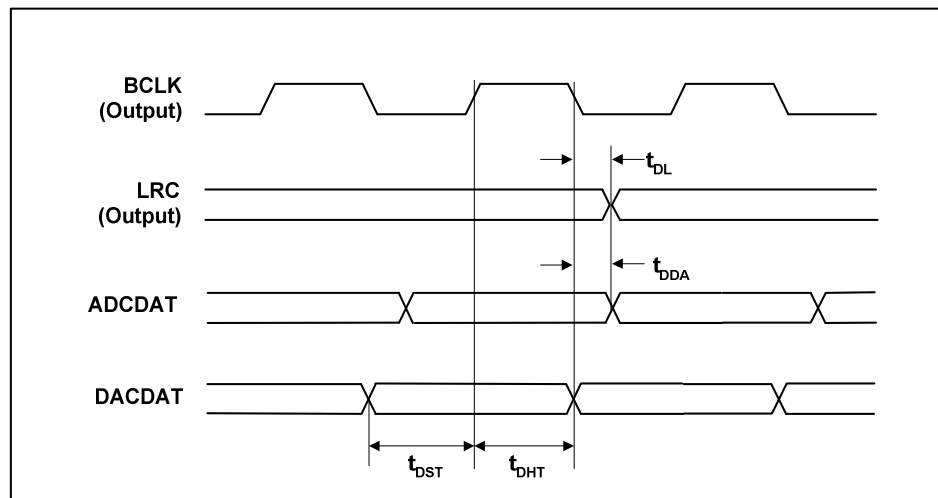 BCLK
(Output)
t_DL
LRC
(Output)
t_DDA
ADCDAT
DACDAT
t_DST
t_DHT